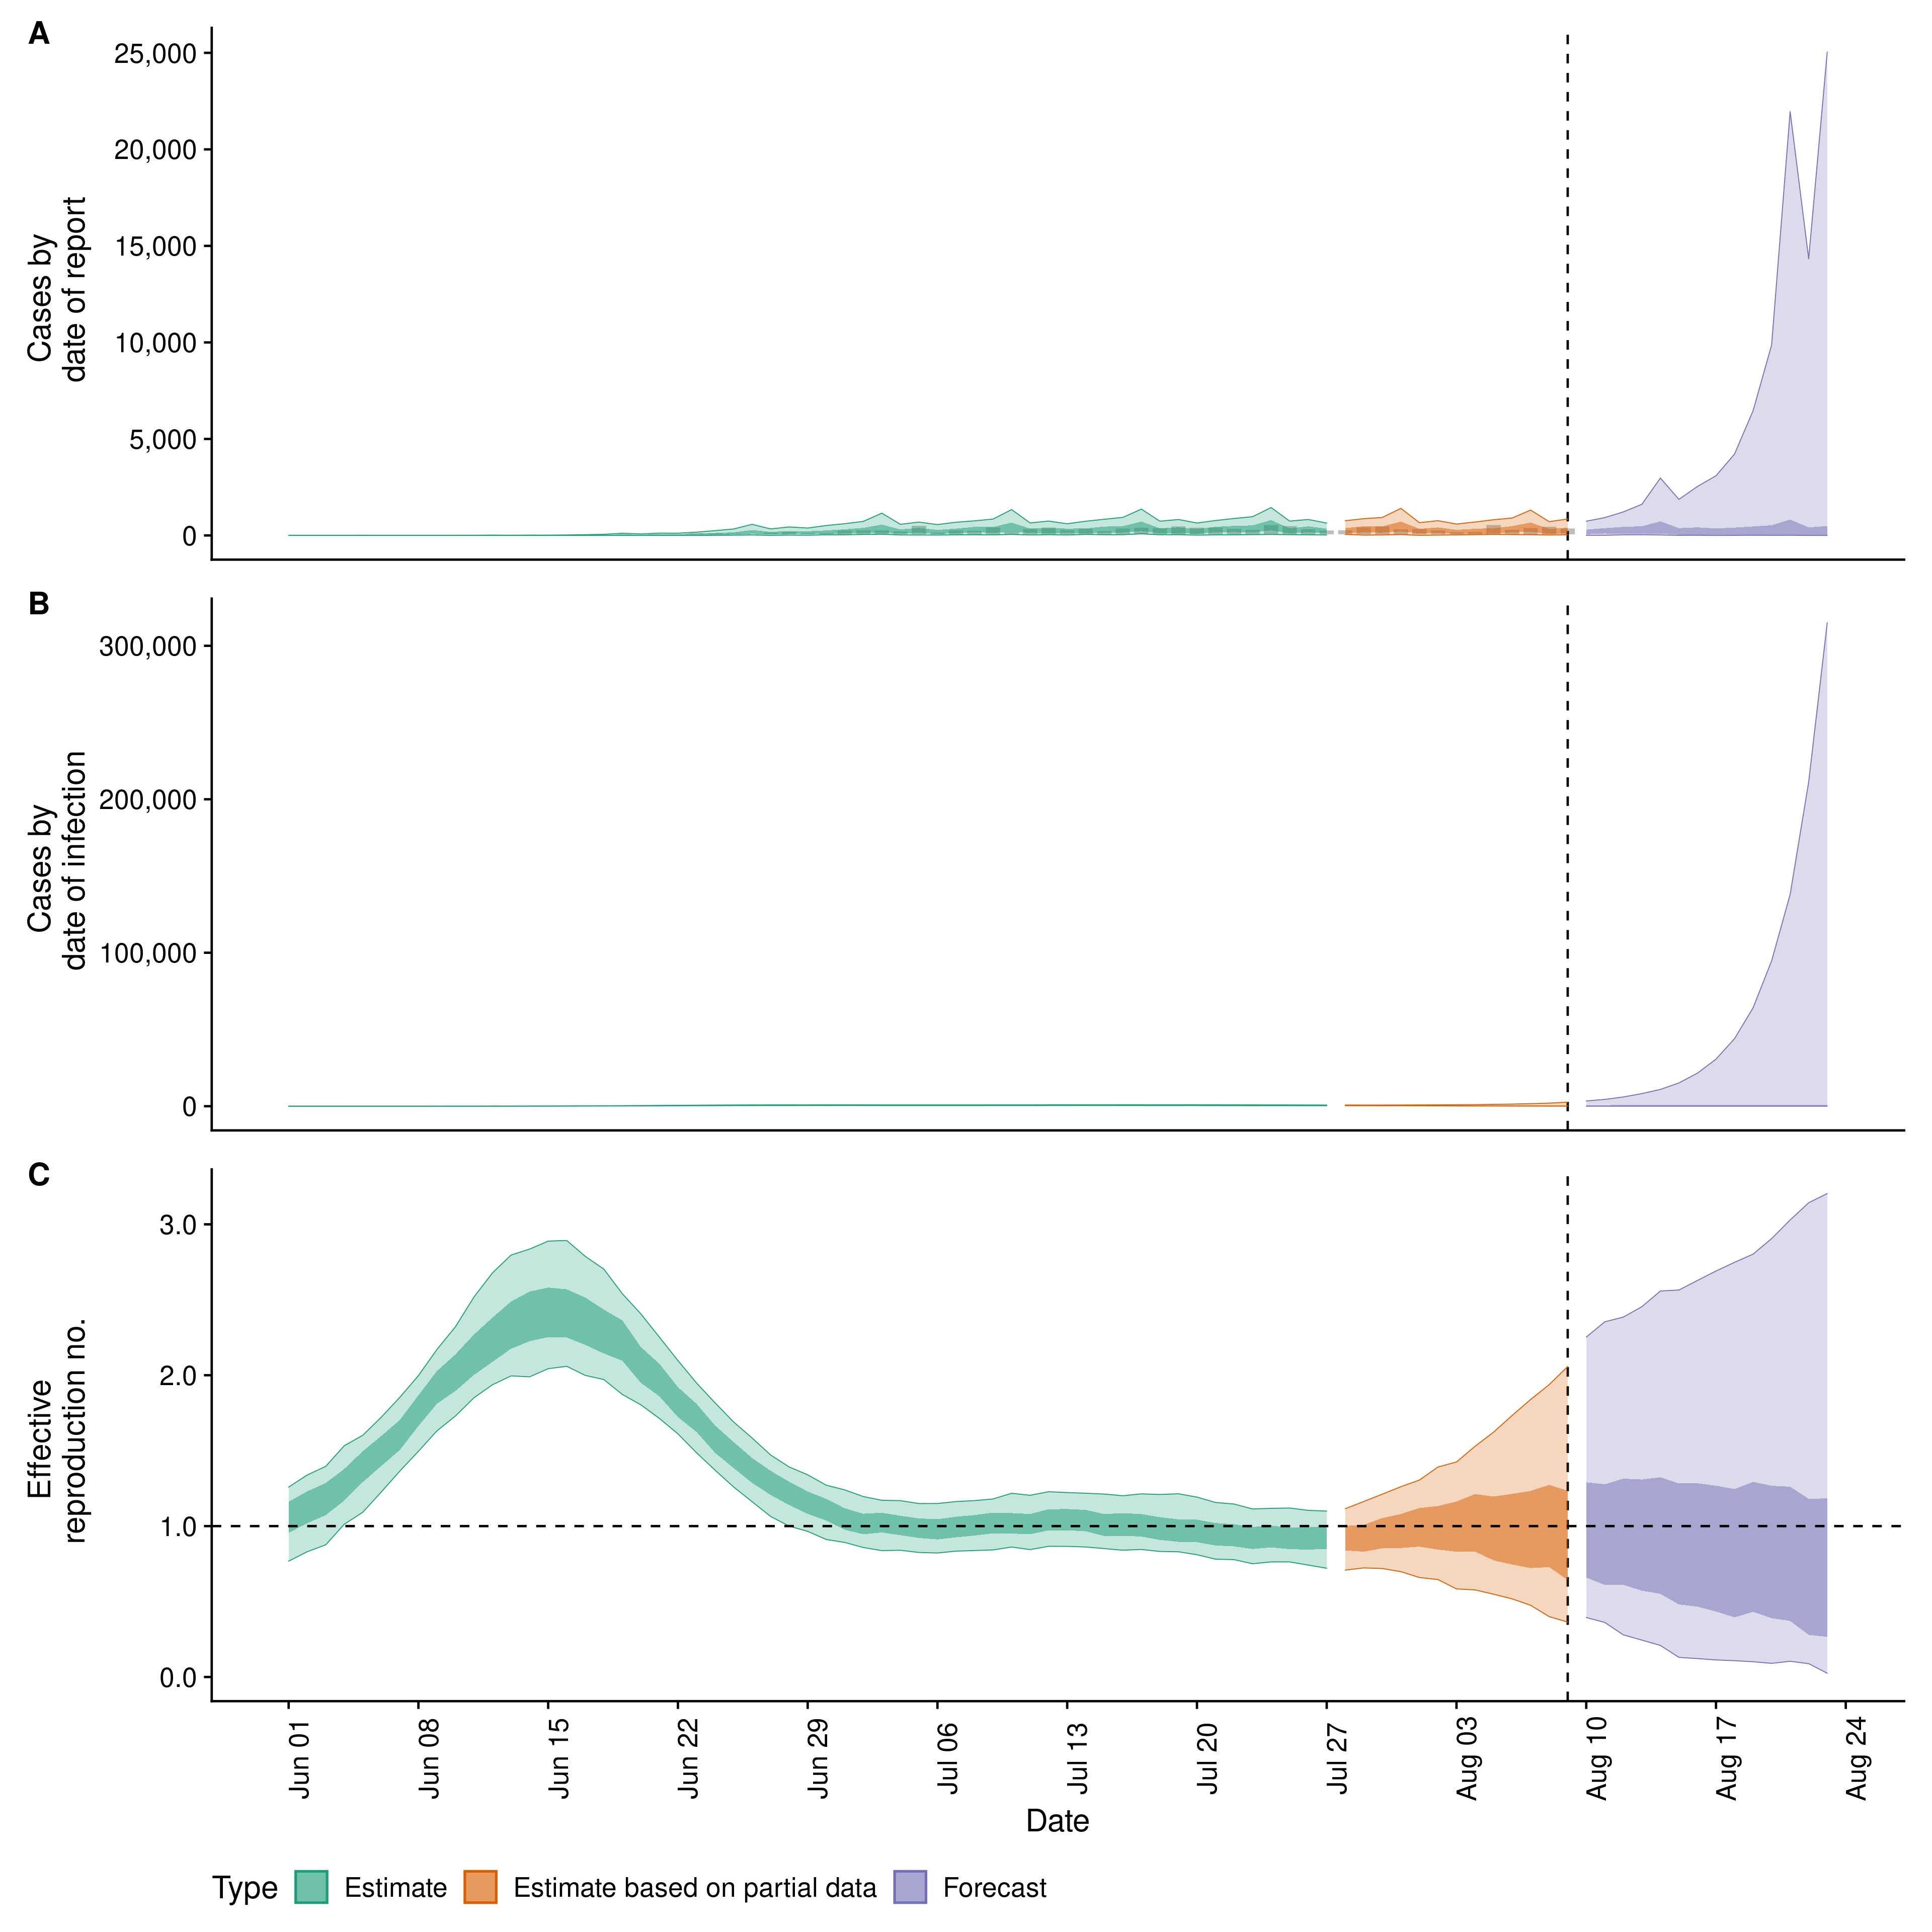 A
Cases by
date of report
25,000
20,000
15,000
10,000
5,000
0
B
Cases by
date of infection
300,000
200,000
100,000
0
C
Effective
reproduction no.
3.0
2.0
1.0
0.0
Jun 01
Jun 08
Jun 15
Jun 22
Jun 29
Jul 06
Jul 13
Jul 20
Jul 27
Aug 03
Aug 10
Aug 17
Aug 24
Date
Type Estimate Estimate based on partial data Forecast